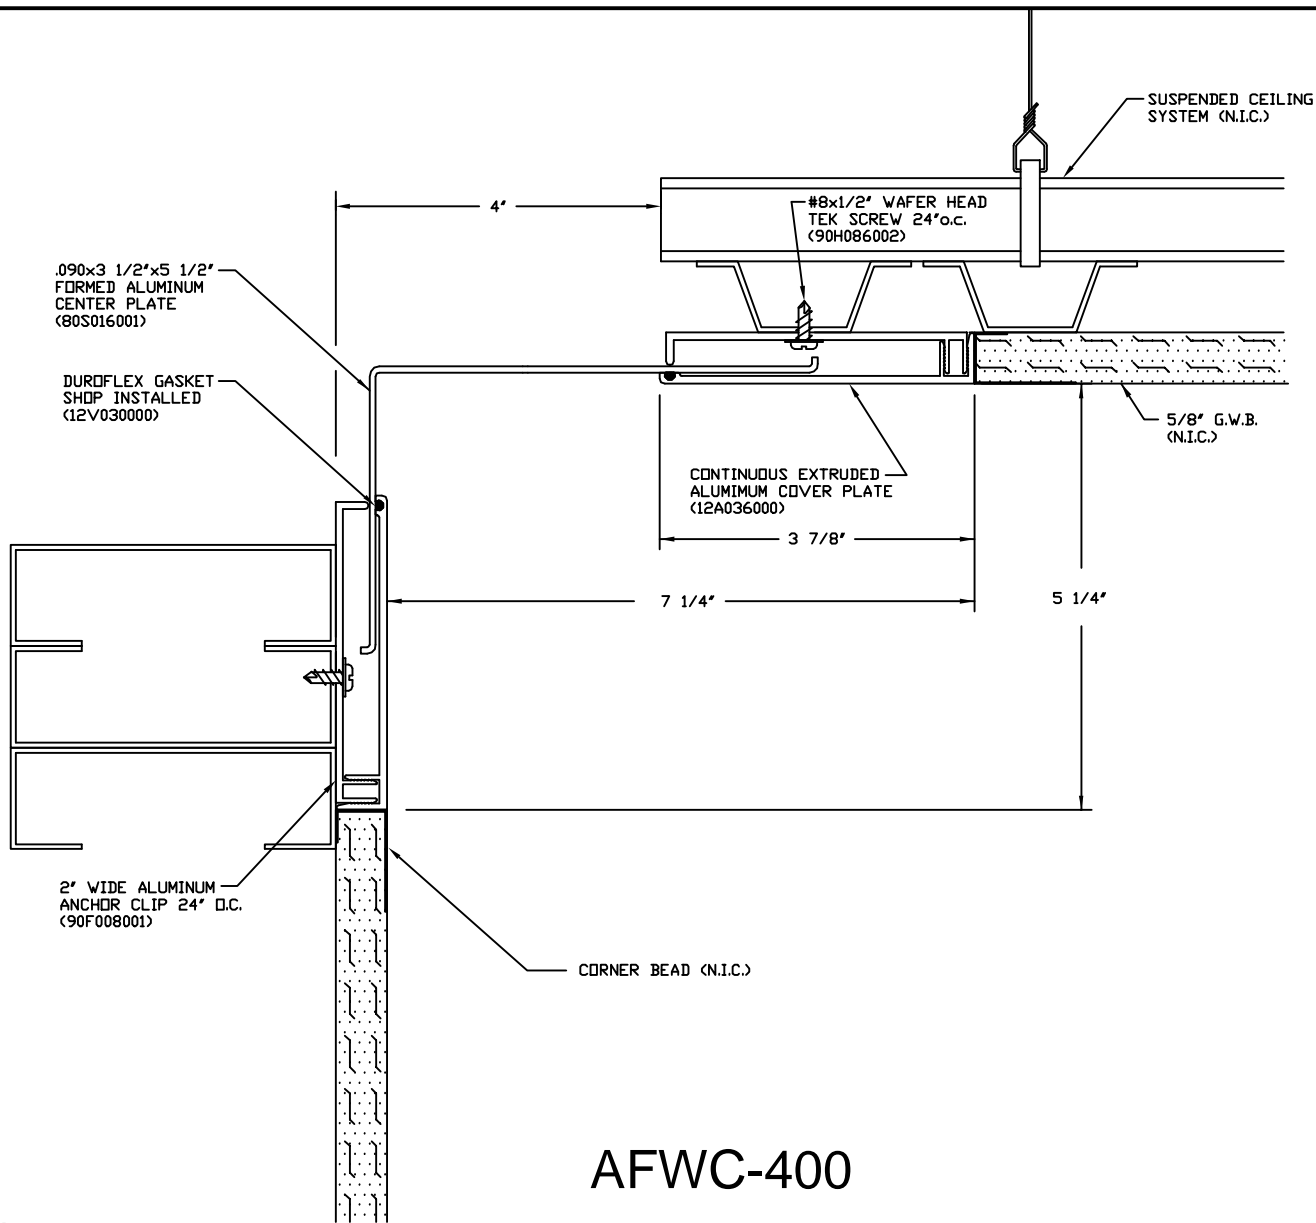 SUSPENDED CEILING
SYSTEM (N.I.C.)
4"
#8x1/2" WAFER HEAD
TEK SCREW 24"o.c.
(90H086002)
.090x3 1/2"x5 1/2"
FORMED ALUMINUM
CENTER PLATE
(80S016001)
DUROFLEX GASKET
SHOP INSTALLED
(12V030000)
5/8" G.W.B.
(N.I.C.)
CONTINUOUS EXTRUDED
ALUMIMUM COVER PLATE
(12A036000)
3 7/8"
7 1/4"
5 1/4"
2" WIDE ALUMINUM
ANCHOR CLIP 24" O.C.
(90F008001)
CORNER BEAD (N.I.C.)
AFWC-400